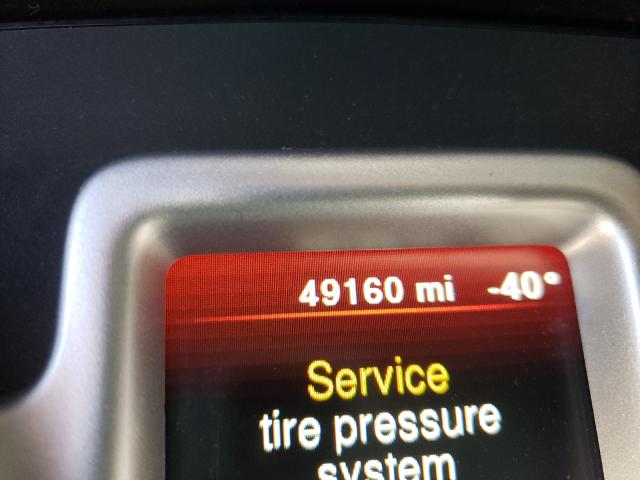 49160 mi -40°
Service
tire pressure
system